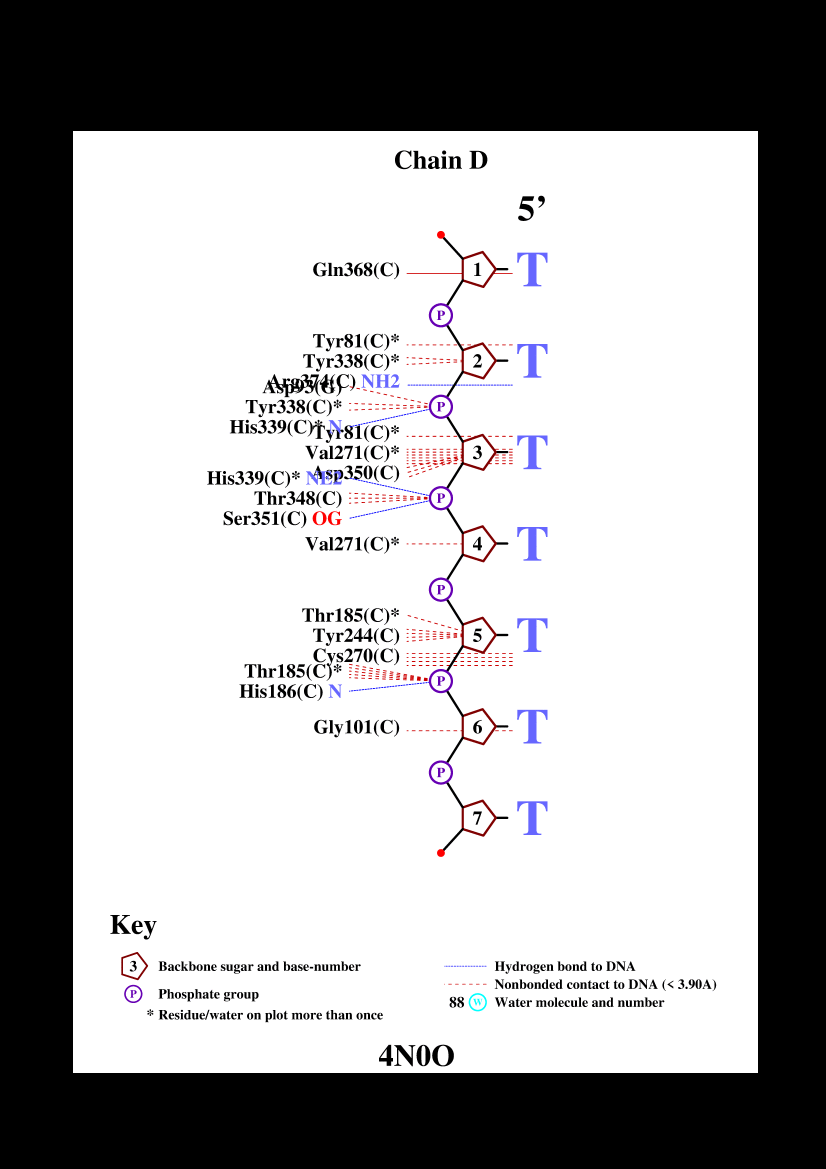 Chain D
5’
Gln368(C) 1 T
P
Tyr81(C)*
Tyr338(C)* 2 T
Arg374(C) NH2
Asp93(G)
Tyr338(C)* P
His339(C)* N
Tyr81(C)*
Val271(C)* 3 T
Asp350(C)
His339(C)* NE2
Thr348(C) P
Ser351(C) OG
Val271(C)* 4 T
P
Thr185(C)*
Tyr244(C) 5 T
Cys270(C)
Thr185(C)*
P
His186(C) N
Gly101(C) 6 T
P
7 T
Key
3 Backbone sugar and base-number
P Phosphate group
* Residue/water on plot more than once
Hydrogen bond to DNA
Nonbonded contact to DNA (< 3.90A)
88 W Water molecule and number
4N0O